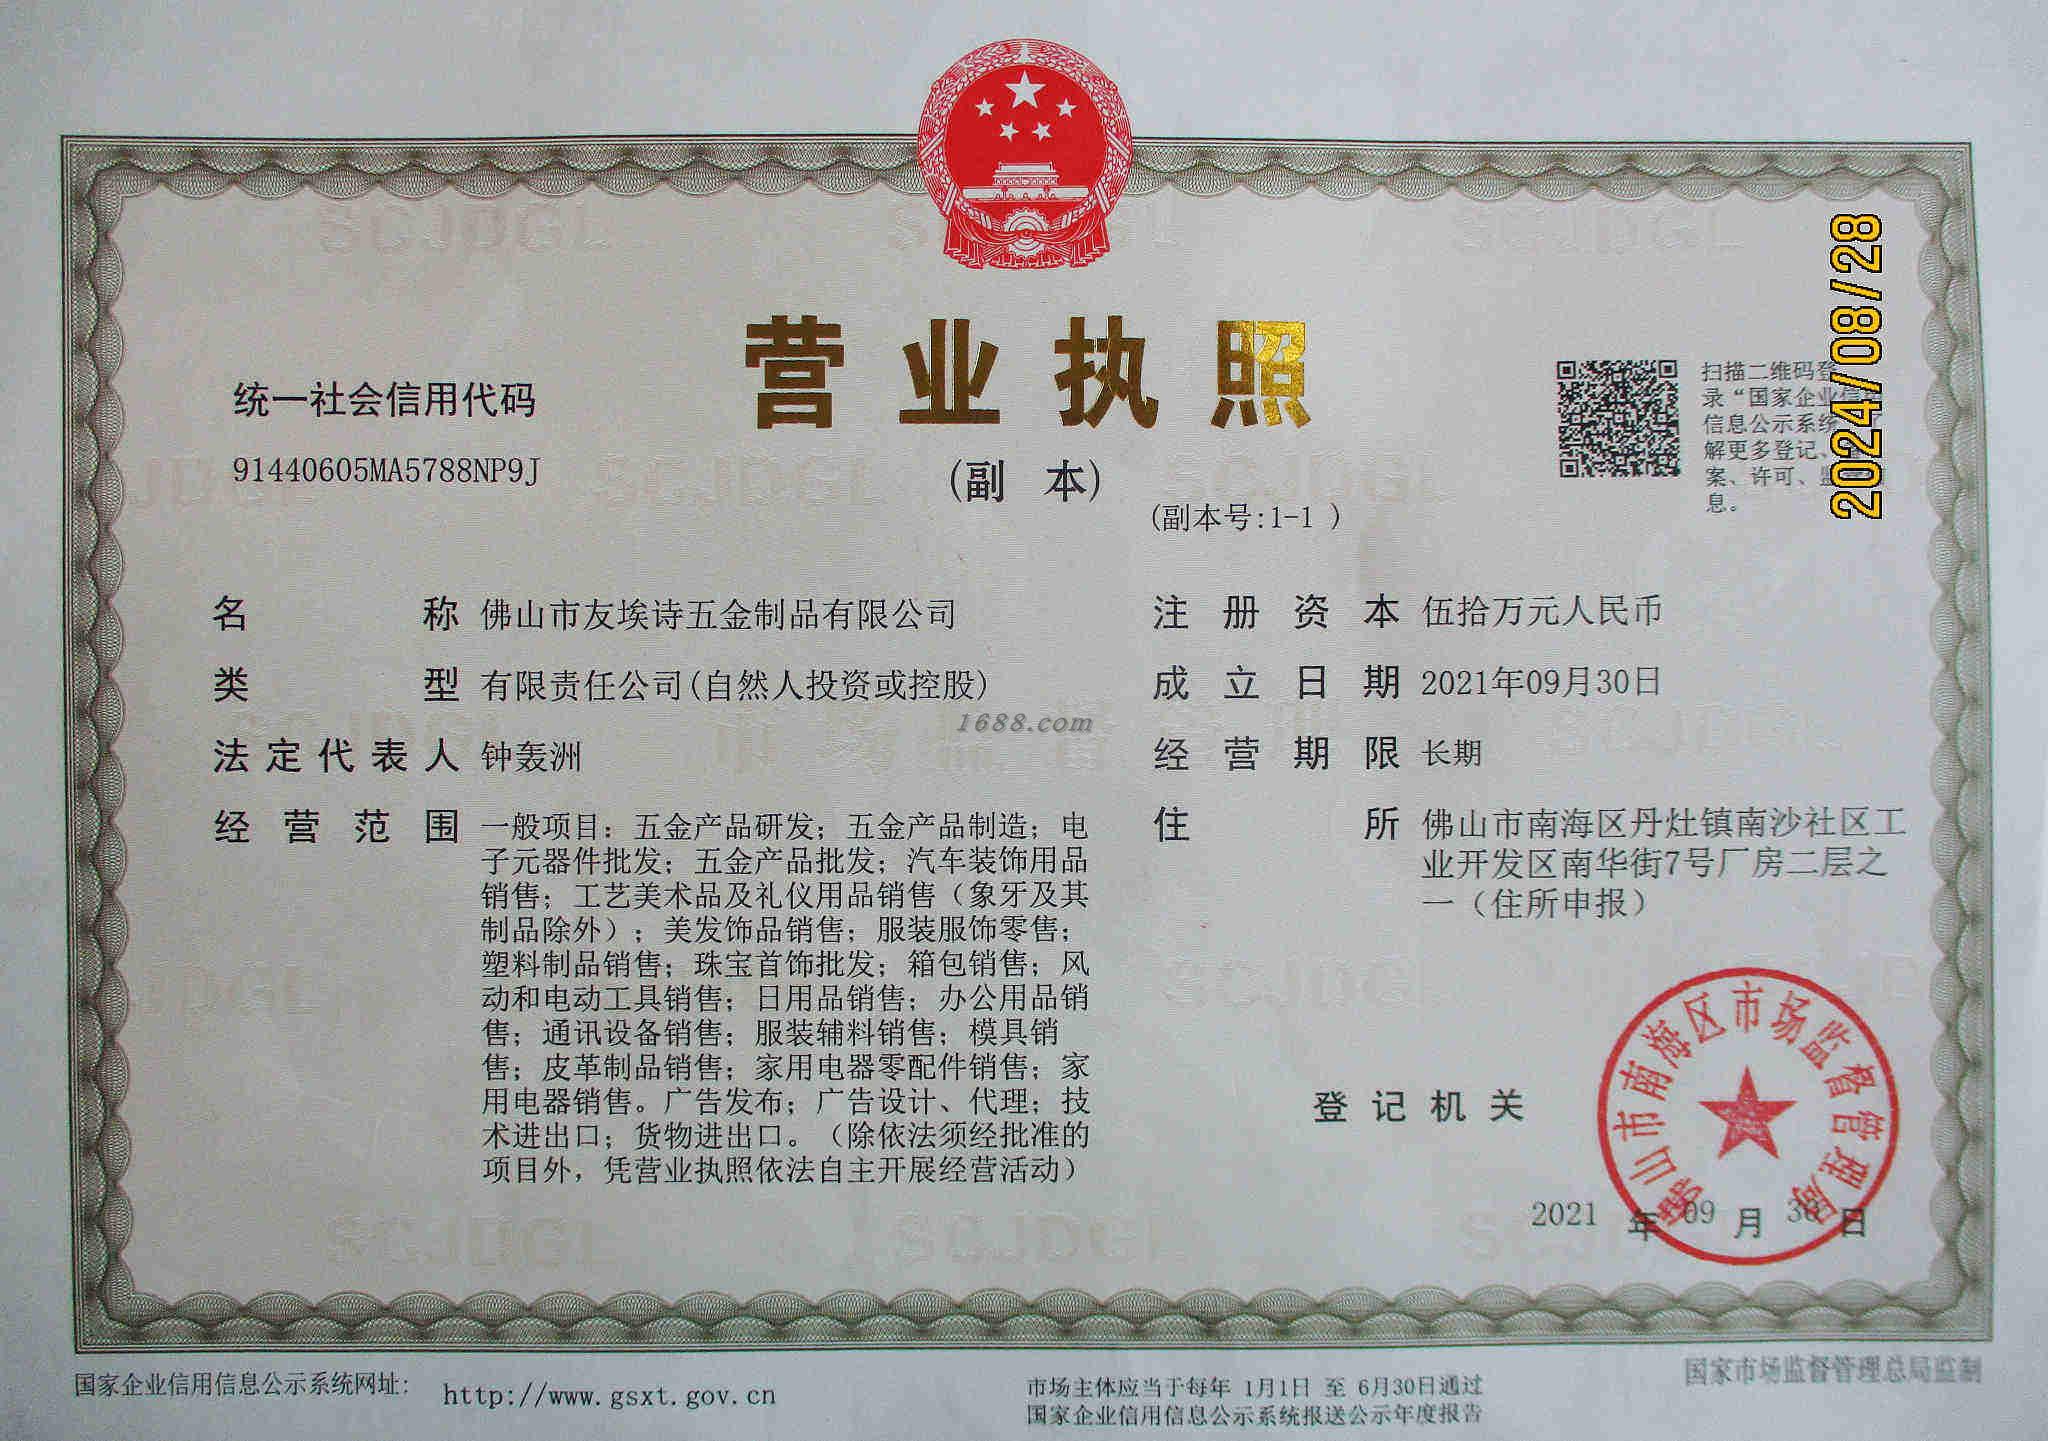 营业执照
(副 本)
(副本号:1-1 )
统一社会信用代码
91440605MA5788NP9J
扫描二维码登
录“国家企业信用
信息公示系统
解更多登记、
案、许可、监
息。
2024/08/28
名称 佛山市友埃诗五金制品有限公司
类型 有限责任公司(自然人投资或控股)
法定代表人 钟轰洲
经营范围 一般项目：五金产品研发；五金产品制造；电
子元器件批发；五金产品批发；汽车装饰用品
销售；工艺美术品及礼仪用品销售（象牙及其
制品除外）；美发饰品销售；服装服饰零售；
塑料制品销售；珠宝首饰批发；箱包销售；风
动和电动工具销售；日用品销售；办公用品销
售；通讯设备销售；服装辅料销售；模具销
售；皮革制品销售；家用电器零配件销售；家
用电器销售。广告发布；广告设计、代理；技
术进出口；货物进出口。（除依法须经批准的
项目外，凭营业执照依法自主开展经营活动）
1688.com
注册资本 伍拾万元人民币
成立日期 2021年09月30日
经营期限 长期
住所 佛山市南海区丹灶镇南沙社区工
业开发区南华街7号厂房二层之
一（住所申报）
登记机关
佛山市南海区市场监督管理局
2021 年 09 月 30 日
国家企业信用信息公示系统网址: http://www.gsxt.gov.cn
市场主体应当于每年 1月1日 至 6月30日通过
国家企业信用信息公示系统报送公示年度报告
国家市场监督管理总局监制